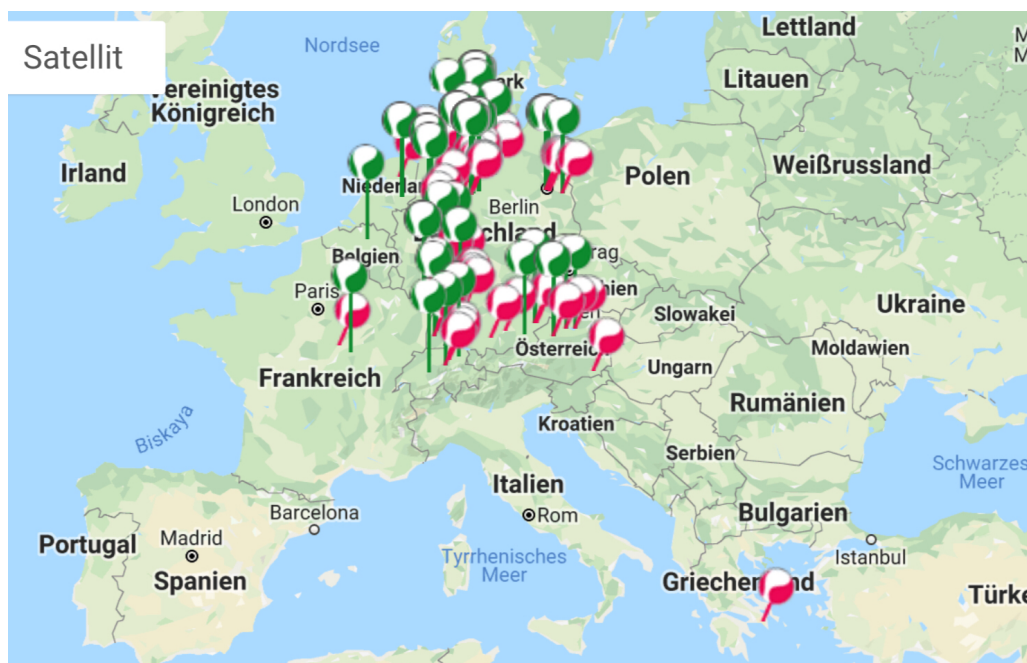 Lettland
Nordsee
Satellit
Litauen
Vereinigtes
Königreich
Irland
Weißrussland
Polen
London
Berlin
Belgien
Paris
Ukraine
Slowakei
Österreich
Moldawien
Ungarn
Frankreich
Rumänien
Biskaya
Kroatien
Serbien
Schwarzes
Meer
Italien
Barcelona
Bulgarien
Rom
Madrid
Portugal
Istanbul
Tyrrhenisches
Meer
Spanien